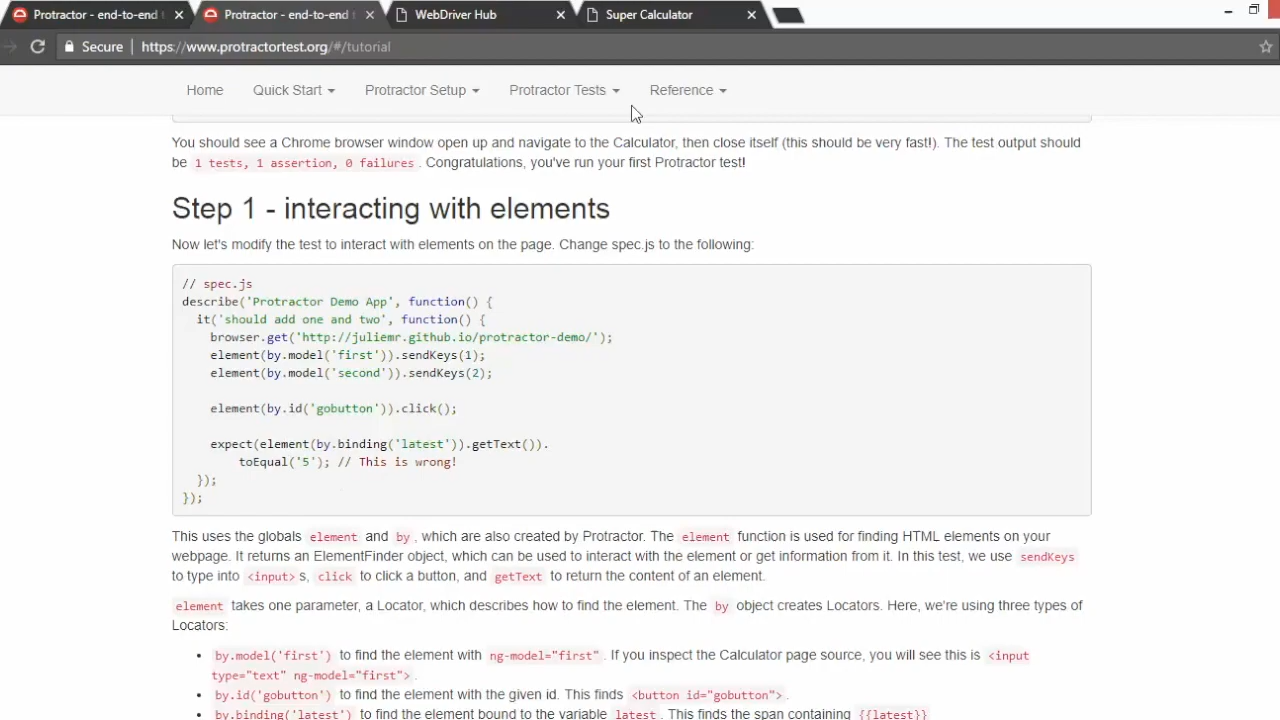 Protractor - end-to-end t
Protractor - end-to-end t
WebDriver Hub
Super Calculator
Secure
https://www.protractortest.org/#/tutorial
Home
Quick Start
Protractor Setup
Protractor Tests
Reference
You should see a Chrome browser window open up and navigate to the Calculator, then close itself (this should be very fast!). The test output should
be 1 tests, 1 assertion, 0 failures. Congratulations, you've run your first Protractor test!
Step 1 - interacting with elements
Now let's modify the test to interact with elements on the page. Change spec.js to the following:
// spec.js
describe('Protractor Demo App', function() {
it('should add one and two', function() {
browser.get('http://juliemr.github.io/protractor-demo/');
element(by.model('first')).sendKeys(1);
element(by.model('second')).sendKeys(2);
element(by.id('gobutton')).click();
expect(element(by.binding('latest')).getText()).
toEqual('5'); // This is wrong!
});
});
This uses the globals element and by, which are also created by Protractor. The element function is used for finding HTML elements on your
webpage. It returns an ElementFinder object, which can be used to interact with the element or get information from it. In this test, we use sendKeys
to type into <input>s, click to click a button, and getText to return the content of an element.
element takes one parameter, a Locator, which describes how to find the element. The by object creates Locators. Here, we're using three types of
Locators:
• by.model('first') to find the element with ng-model="first". If you inspect the Calculator page source, you will see this is <input
type="text" ng-model="first">.
• by.id('gobutton') to find the element with the given id. This finds <button id="gobutton">.
• by.binding('latest') to find the element bound to the variable latest. This finds the span containing {{latest}}